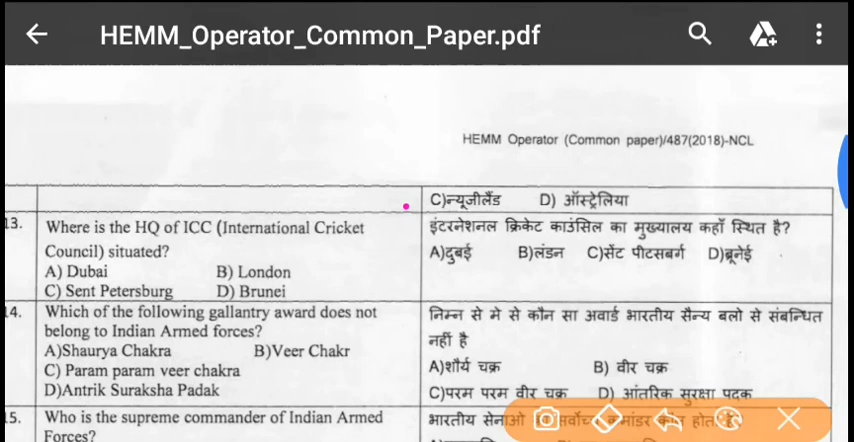 HEMM_Operator_Common_Paper.pdf
HEMM Operator (Common paper)/487(2018)-NCL
C)न्यूजीलैंड D) ऑस्ट्रेलिया
13. Where is the HQ of ICC (International Cricket
Council) situated?
A) Dubai B) London
C) Sent Petersburg D) Brunei
इंटरनेशनल क्रिकेट काउंसिल का मुख्यालय कहाँ स्थित है?
A)दुबई B)लंडन C)सेंट पीटसबर्ग D)ब्रूनेई
14. Which of the following gallantry award does not
belong to Indian Armed forces?
A)Shaurya Chakra B)Veer Chakr
C) Param param veer chakra
D)Antrik Suraksha Padak
निम्न से मे से कौन सा अवार्ड भारतीय सैन्य बलो से संबन्धित
नहीं है
A)शौर्य चक्र B) वीर चक्र
C)परम परम वीर चक्र D) आंतरिक सुरक्षा पदक
15. Who is the supreme commander of Indian Armed
Forces?
भारतीय सेनाओ